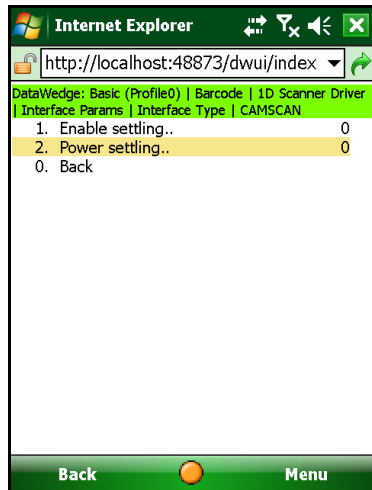 Internet Explorer
http://localhost:48873/dwui/index
DataWedge: Basic (Profile0) | Barcode | 1D Scanner Driver
| Interface Params | Interface Type | CAMSCAN
1. Enable settling.. 0
2. Power settling.. 0
0. Back
Back Menu